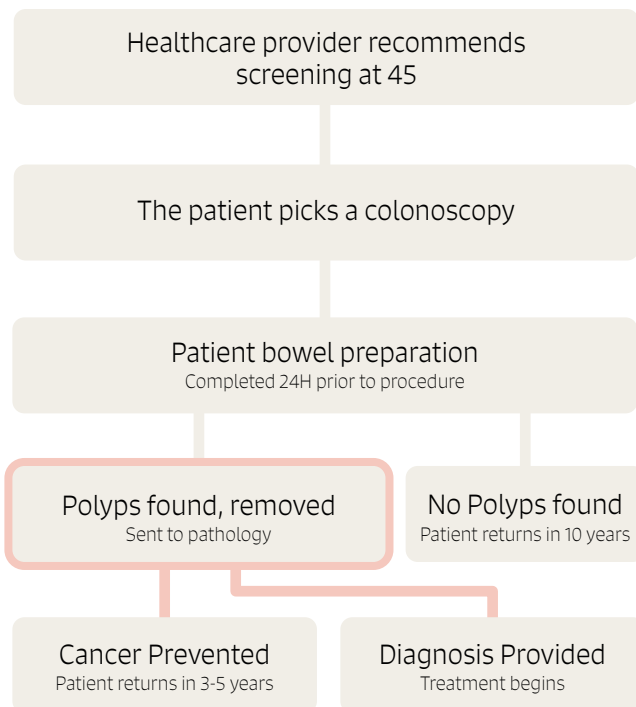 Healthcare provider recommends
screening at 45
The patient picks a colonoscopy
Patient bowel preparation
Completed 24H prior to procedure
Polyps found, removed
Sent to pathology
No Polyps found
Patient returns in 10 years
Cancer Prevented
Patient returns in 3-5 years
Diagnosis Provided
Treatment begins